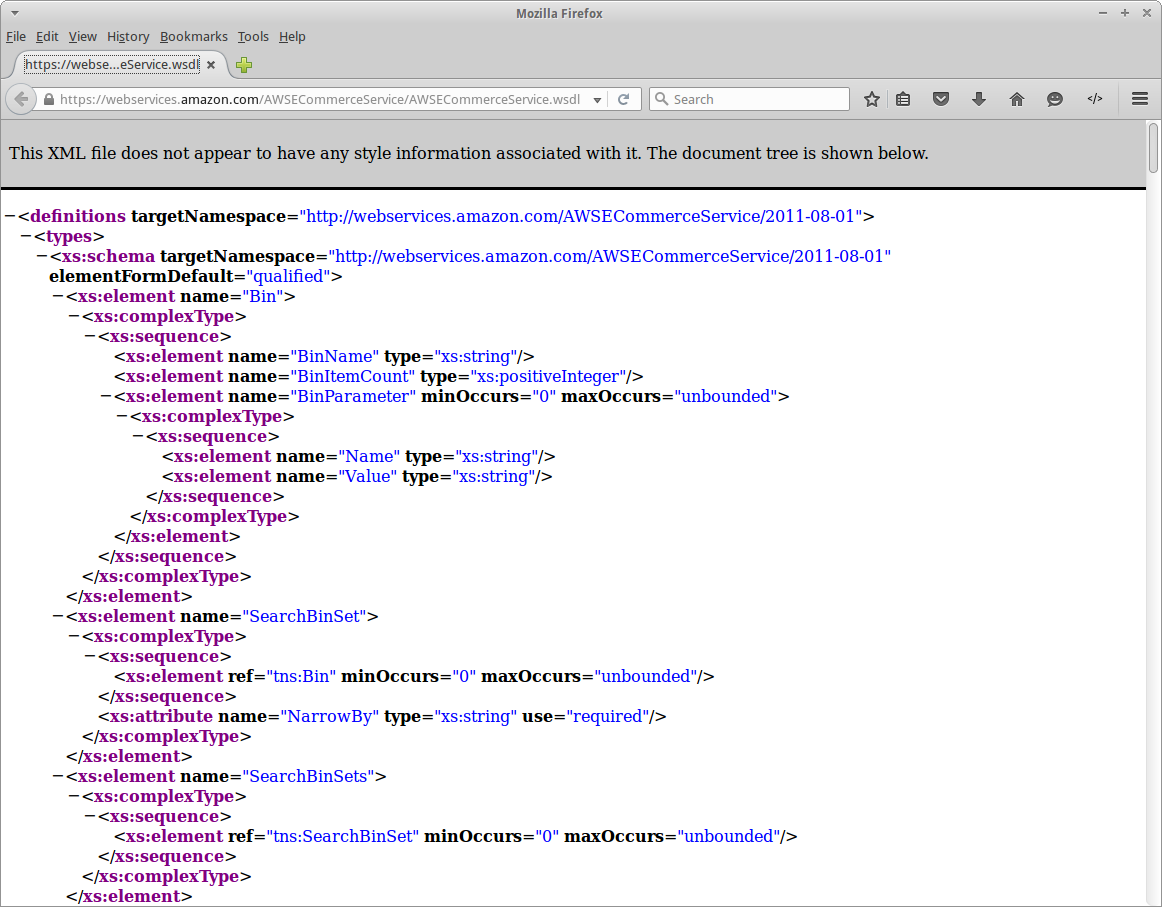 Mozilla Firefox
File Edit View History Bookmarks Tools Help
https://webse...eService.wsdl
https://webservices.amazon.com/AWSECommerceService/AWSECommerceService.wsdl Search
This XML file does not appear to have any style information associated with it. The document tree is shown below.
−<definitions targetNamespace="http://webservices.amazon.com/AWSECommerceService/2011-08-01">
−<types>
−<xs:schema targetNamespace="http://webservices.amazon.com/AWSECommerceService/2011-08-01"
elementFormDefault="qualified">
−<xs:element name="Bin">
−<xs:complexType>
−<xs:sequence>
<xs:element name="BinName" type="xs:string"/>
<xs:element name="BinItemCount" type="xs:positiveInteger"/>
−<xs:element name="BinParameter" minOccurs="0" maxOccurs="unbounded">
−<xs:complexType>
−<xs:sequence>
<xs:element name="Name" type="xs:string"/>
<xs:element name="Value" type="xs:string"/>
</xs:sequence>
</xs:complexType>
</xs:element>
</xs:sequence>
</xs:complexType>
</xs:element>
−<xs:element name="SearchBinSet">
−<xs:complexType>
−<xs:sequence>
<xs:element ref="tns:Bin" minOccurs="0" maxOccurs="unbounded"/>
</xs:sequence>
<xs:attribute name="NarrowBy" type="xs:string" use="required"/>
</xs:complexType>
</xs:element>
−<xs:element name="SearchBinSets">
−<xs:complexType>
−<xs:sequence>
<xs:element ref="tns:SearchBinSet" minOccurs="0" maxOccurs="unbounded"/>
</xs:sequence>
</xs:complexType>
</xs:element>